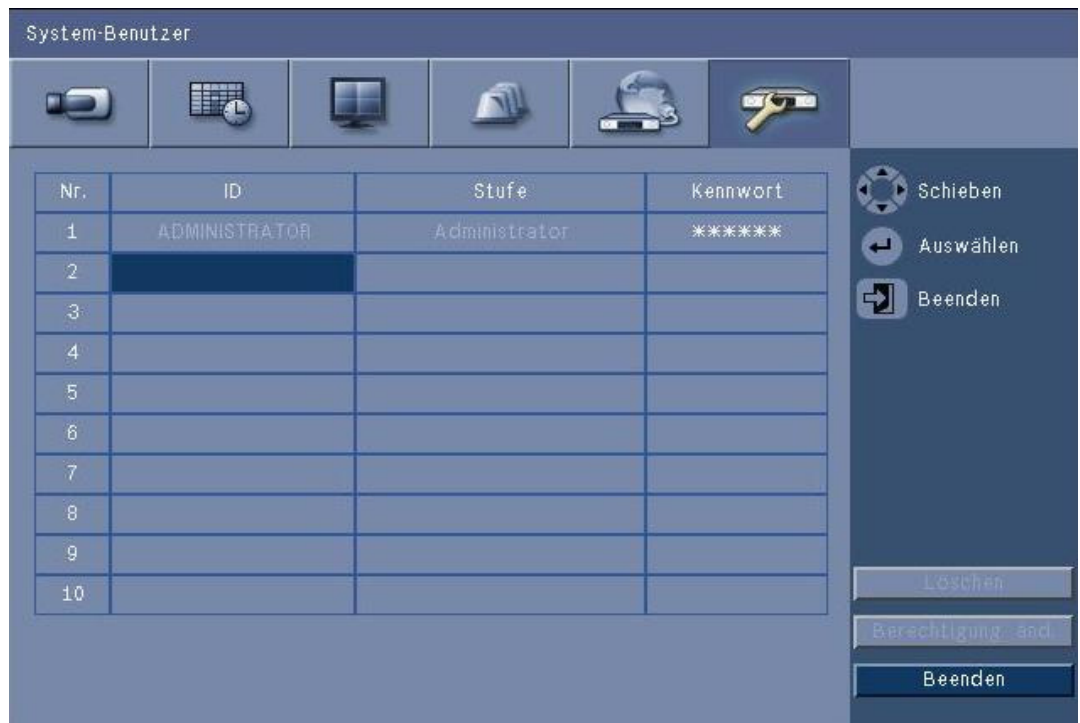 System-Benutzer
Nr. ID Stufe Kennwort
1 ADMINISTRATOR Administrator ******
2
3
4
5
6
7
8
9
10
Schieben
Auswählen
Beenden
Löschen
Berechtigung änd.
Beenden